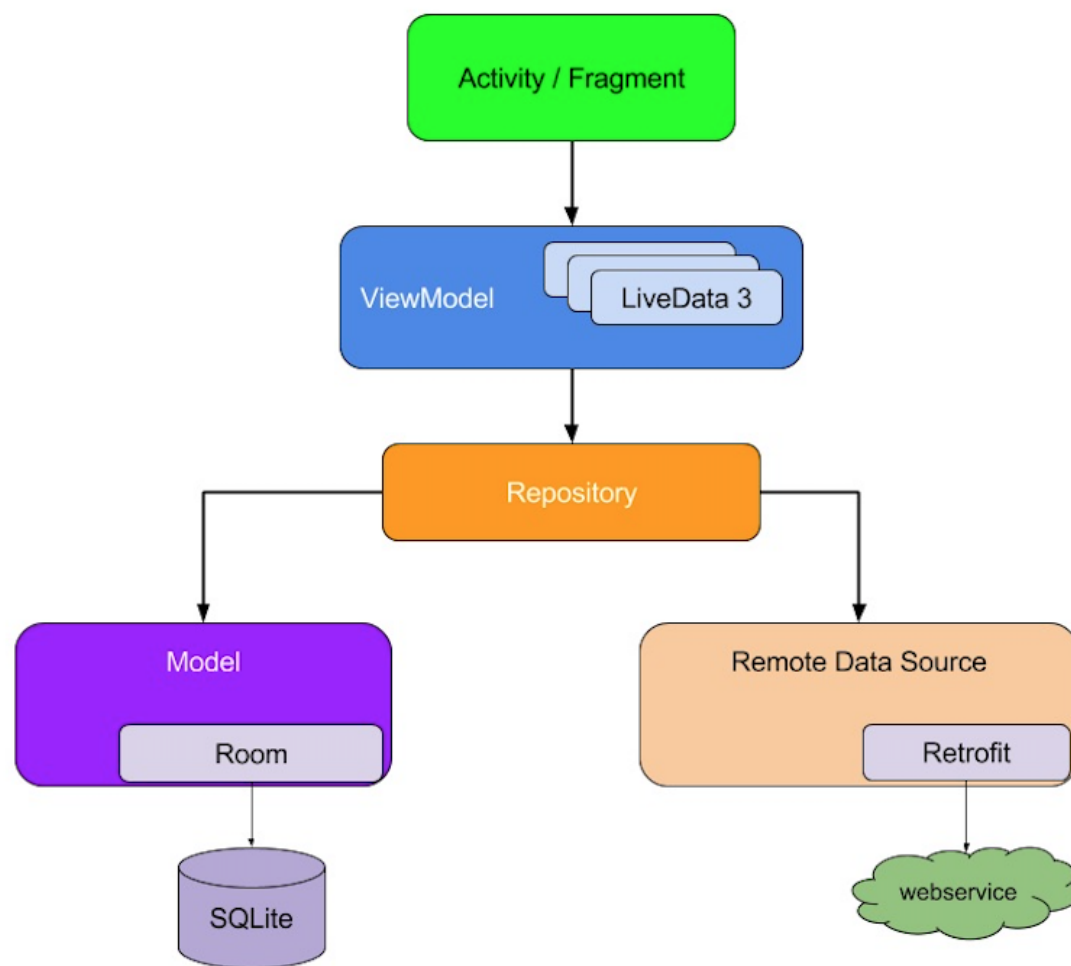 Activity / Fragment
ViewModel
LiveData 3
Repository
Model
Remote Data Source
Room
Retrofit
SQLite
webservice